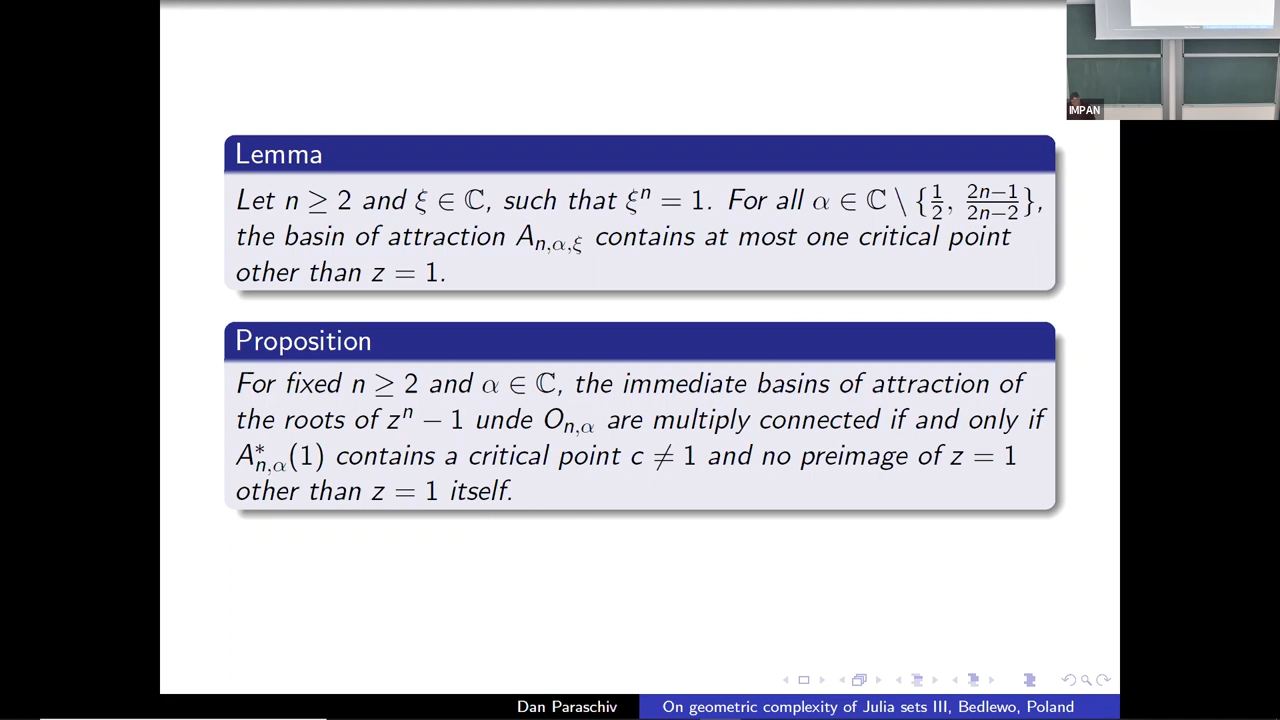 IMPAN
Lemma
Let n ≥ 2 and ξ ∈ ℂ, such that ξⁿ = 1. For all α ∈ ℂ \ {1/2, (2n−1)/(2n−2)},
the basin of attraction A_{n,α,ξ} contains at most one critical point
other than z = 1.
Proposition
For fixed n ≥ 2 and α ∈ ℂ, the immediate basins of attraction of
the roots of zⁿ − 1 unde O_{n,α} are multiply connected if and only if
A*_{n,α}(1) contains a critical point c ≠ 1 and no preimage of z = 1
other than z = 1 itself.
Dan Paraschiv On geometric complexity of Julia sets III, Bedlewo, Poland